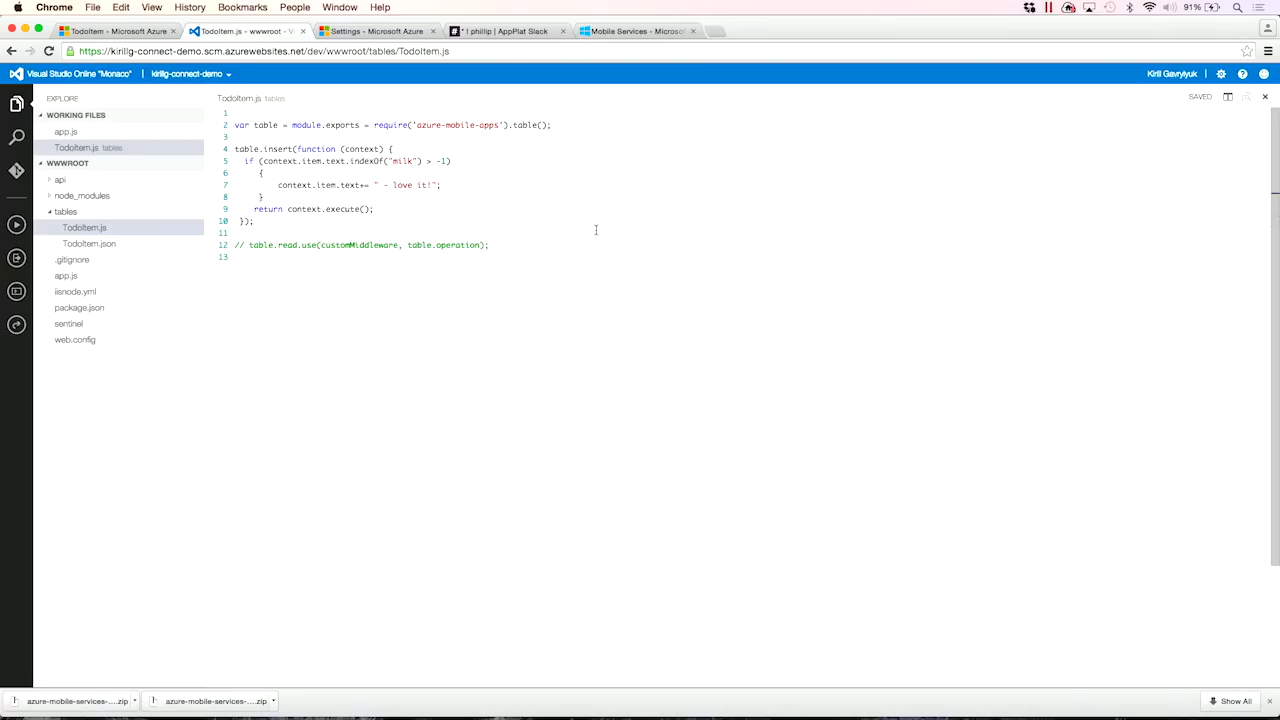 Chrome File Edit View History Bookmarks People Window Help 91%
TodoItem - Microsoft Azure TodoItem.js - wwwroot - Vi Settings - Microsoft Azure * ! phillip | AppPlat Slack Mobile Services - Microsof
https://kirillg-connect-demo.scm.azurewebsites.net/dev/wwwroot/tables/TodoItem.js
Visual Studio Online "Monaco" kirillg-connect-demo Kirill Gavrylyuk
EXPLORE
WORKING FILES
app.js
TodoItem.js tables
WWWROOT
api
node_modules
tables
TodoItem.js
TodoItem.json
.gitignore
app.js
iisnode.yml
package.json
sentinel
web.config
TodoItem.js tables SAVED
1
2 var table = module.exports = require('azure-mobile-apps').table();
3
4 table.insert(function (context) {
5 if (context.item.text.indexOf("milk") > -1)
6 {
7 context.item.text+= " - love it!";
8 }
9 return context.execute();
10 });
11
12 // table.read.use(customMiddleware, table.operation);
13
azure-mobile-services-....zip azure-mobile-services-....zip Show All